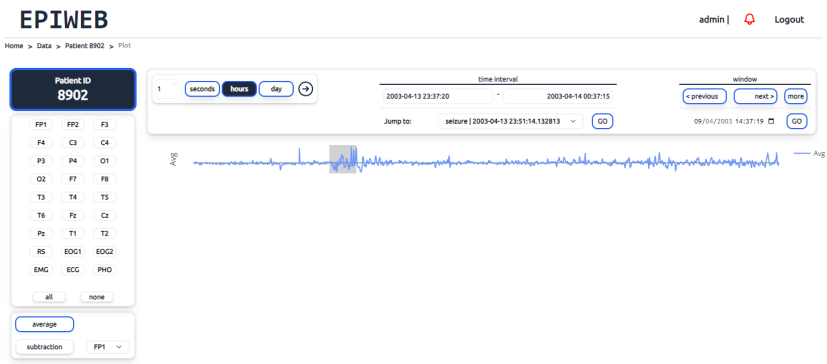 EPIWEB
admin |
Logout
Home > Data > Patient 8902 > Plot
Patient ID
8902
1
seconds
hours
day
time interval
2003-04-13 23:37:20 - 2003-04-14 00:37:15
Jump to: seizure | 2003-04-13 23:51:14.132813 GO
window
< previous
next >
more
09/04/2003 14:37:19 GO
FP1 FP2 F3
F4 C3 C4
P3 P4 O1
O2 F7 F8
T3 T4 T5
T6 Fz Cz
Pz T1 T2
RS EOG1 EOG2
EMG ECG PHO
all none
average
subtraction FP1
Avg
Avg